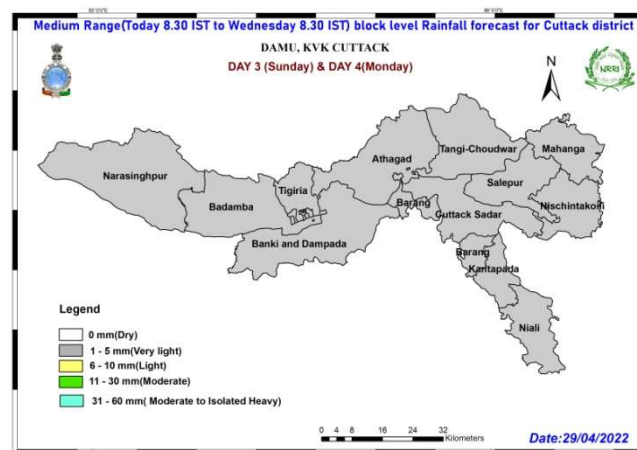 Medium Range(Today 8.30 IST to Wednesday 8.30 IST) block level Rainfall forecast for Cuttack district
DAMU, KVK CUTTACK
DAY 3 (Sunday) & DAY 4(Monday)
N
NRRI
Narasinghpur
Badamba
Tigiria
Banki and Dampada
Athagad
Tangi-Choudwar
Mahanga
Salepur
Nischintakoili
Barang
Cuttack Sadar
Barang
Kantapada
Niali
Legend
0 mm(Dry)
1 - 5 mm(Very light)
6 - 10 mm(Light)
11 - 30 mm(Moderate)
31 - 60 mm( Moderate to Isolated Heavy)
0 4 8 16 24 32
Kilometers
Date:29/04/2022